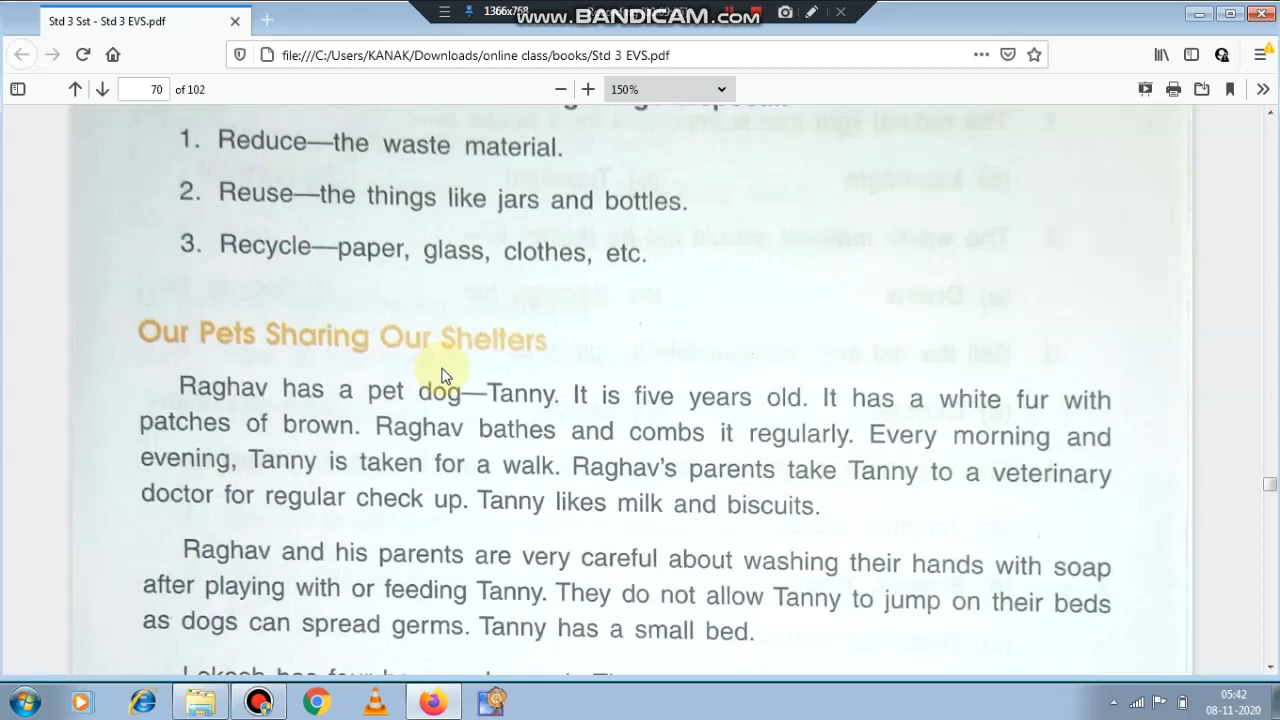 Std 3 Sst - Std 3 EVS.pdf
1366x768
www.BANDICAM.com
file:///C:/Users/KANAK/Downloads/online class/books/Std 3 EVS.pdf
70 of 102
150%
1. Reduce—the waste material.
2. Reuse—the things like jars and bottles.
3. Recycle—paper, glass, clothes, etc.
Our Pets Sharing Our Shelters
Raghav has a pet dog—Tanny. It is five years old. It has a white fur with
patches of brown. Raghav bathes and combs it regularly. Every morning and
evening, Tanny is taken for a walk. Raghav's parents take Tanny to a veterinary
doctor for regular check up. Tanny likes milk and biscuits.
Raghav and his parents are very careful about washing their hands with soap
after playing with or feeding Tanny. They do not allow Tanny to jump on their beds
as dogs can spread germs. Tanny has a small bed.
05:42
08-11-2020